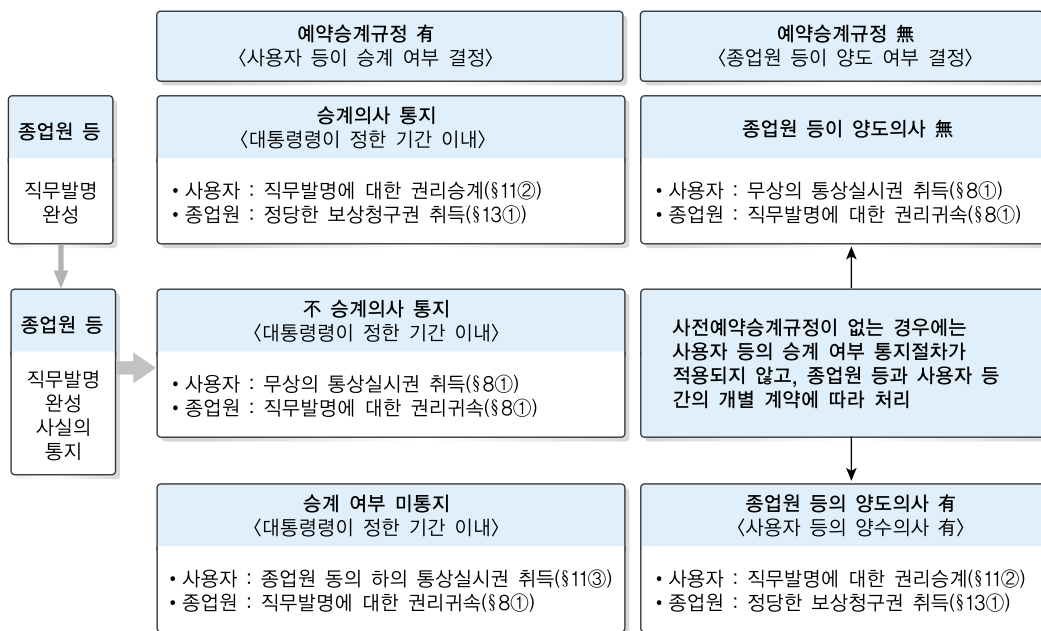 예약승계규정 有
〈사용자 등이 승계 여부 결정〉
예약승계규정 無
〈종업원 등이 양도 여부 결정〉
종업원 등
직무발명
완성
승계의사 통지
〈대통령령이 정한 기간 이내〉
• 사용자 : 직무발명에 대한 권리승계(§11②)
• 종업원 : 정당한 보상청구권 취득(§13①)
종업원 등이 양도의사 無
• 사용자 : 무상의 통상실시권 취득(§8①)
• 종업원 : 직무발명에 대한 권리귀속(§8①)
종업원 등
직무발명
완성
사실의
통지
不 승계의사 통지
〈대통령령이 정한 기간 이내〉
• 사용자 : 무상의 통상실시권 취득(§8①)
• 종업원 : 직무발명에 대한 권리귀속(§8①)
사전예약승계규정이 없는 경우에는
사용자 등의 승계 여부 통지절차가
적용되지 않고, 종업원 등과 사용자 등
간의 개별 계약에 따라 처리
승계 여부 미통지
〈대통령령이 정한 기간 이내〉
• 사용자 : 종업원 동의 하의 통상실시권 취득(§11③)
• 종업원 : 직무발명에 대한 권리귀속(§8①)
종업원 등의 양도의사 有
〈사용자 등의 양수의사 有〉
• 사용자 : 직무발명에 대한 권리승계(§11②)
• 종업원 : 정당한 보상청구권 취득(§13①)